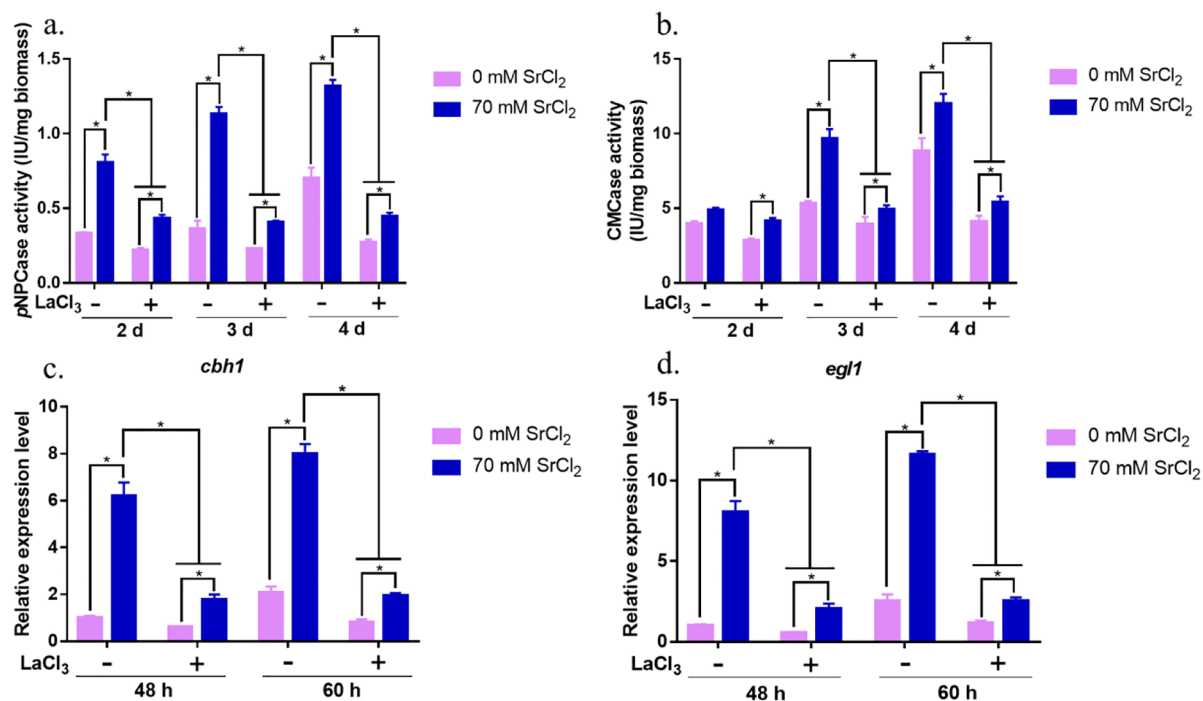 a.
pNPCase activity (IU/mg biomass)
1.5
1.0
0.5
0.0
* * * * * * * * *
0 mM SrCl₂
70 mM SrCl₂
LaCl₃ - + - + - +
2 d 3 d 4 d
b.
CMCase activity
(IU/mg biomass)
15
10
5
0
* * * * * * *
0 mM SrCl₂
70 mM SrCl₂
LaCl₃ - + - + - +
2 d 3 d 4 d
c.
cbh1
Relative expression level
10
8
6
4
2
0
* * * * * *
0 mM SrCl₂
70 mM SrCl₂
LaCl₃ - + - +
48 h 60 h
d.
egl1
Relative expression level
15
10
5
0
* * * * * *
0 mM SrCl₂
70 mM SrCl₂
LaCl₃ - + - +
48 h 60 h